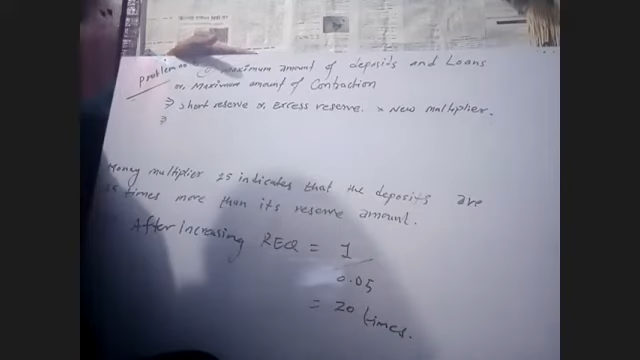 Problem no maximum amount of deposits and Loans
or, Maximum amount of Contraction
⇒ short reserve or, excess reserve. × New multiplier.
⇒
Money multiplier 25 indicates that the deposits are
25 times more than its reserve amount.
After Increasing REQ = 1
0.05
= 20 times.